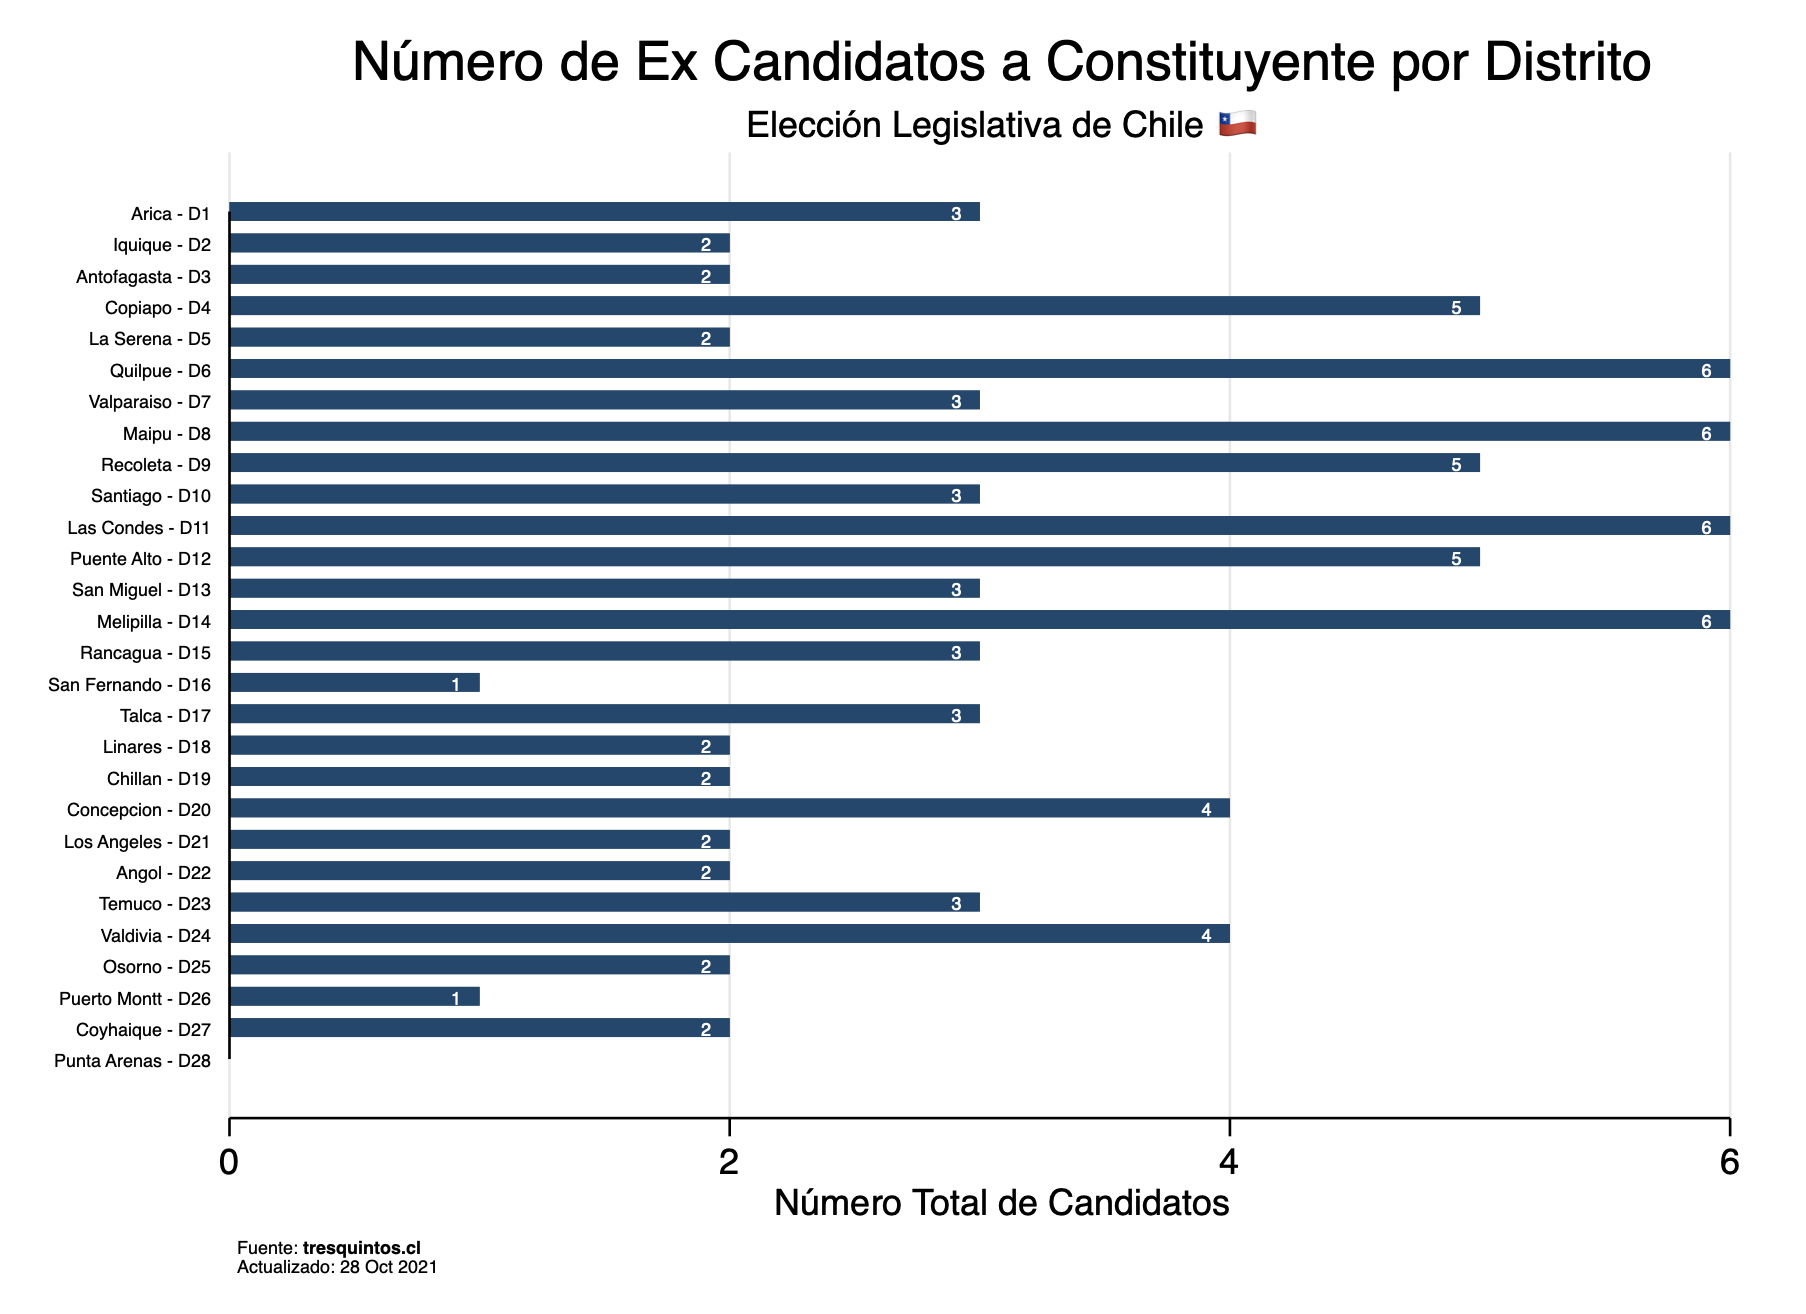 Número de Ex Candidatos a Constituyente por Distrito
Elección Legislativa de Chile 🇨🇱
Arica - D1 3
Iquique - D2 2
Antofagasta - D3 2
Copiapo - D4 5
La Serena - D5 2
Quilpue - D6 6
Valparaiso - D7 3
Maipu - D8 6
Recoleta - D9 5
Santiago - D10 3
Las Condes - D11 6
Puente Alto - D12 5
San Miguel - D13 3
Melipilla - D14 6
Rancagua - D15 3
San Fernando - D16 1
Talca - D17 3
Linares - D18 2
Chillan - D19 2
Concepcion - D20 4
Los Angeles - D21 2
Angol - D22 2
Temuco - D23 3
Valdivia - D24 4
Osorno - D25 2
Puerto Montt - D26 1
Coyhaique - D27 2
Punta Arenas - D28
0 2 4 6
Número Total de Candidatos
Fuente: tresquintos.cl
Actualizado: 28 Oct 2021